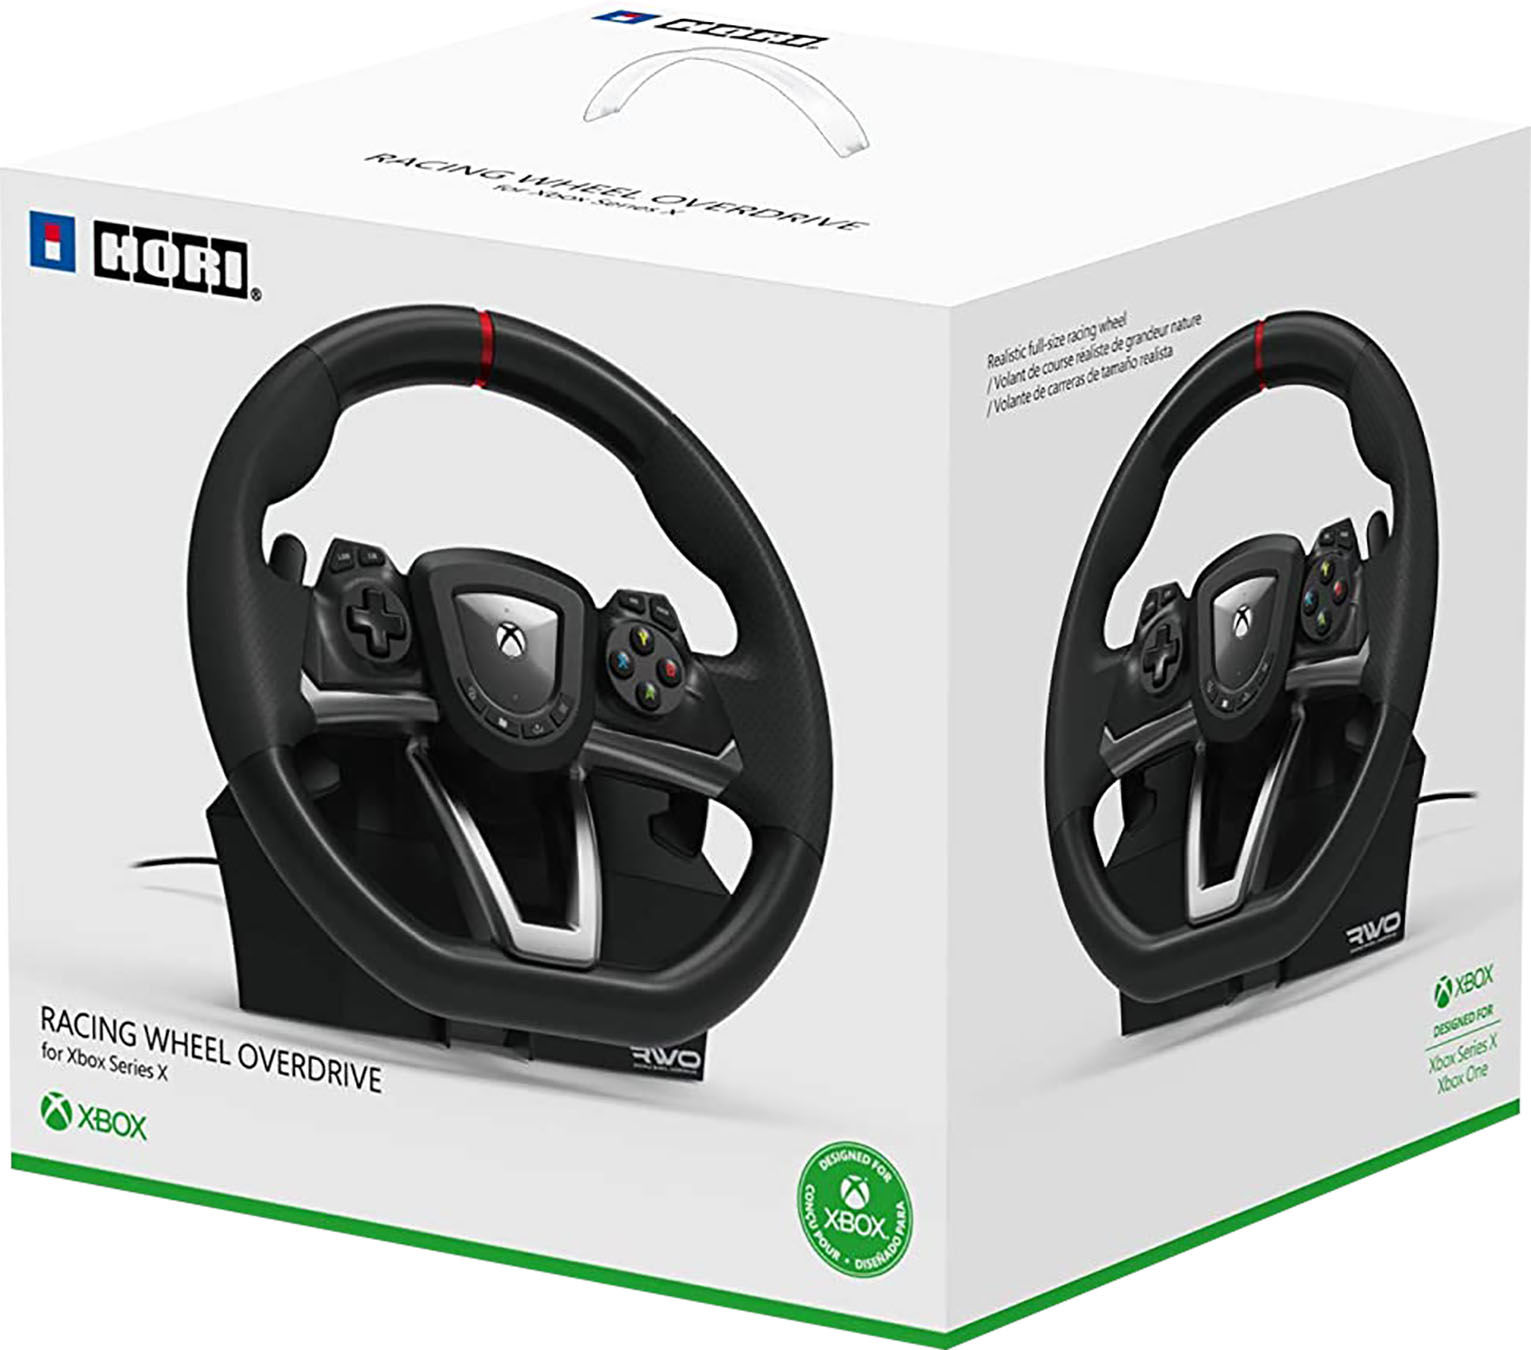 HORI®
RACING WHEEL OVERDRIVE
for Xbox Series X
HORI®
RACING WHEEL OVERDRIVE
for Xbox Series X
XBOX
RWO
DESIGNED FOR
XBOX
CONÇU POUR • DISEÑADO PARA
Realistic full-size racing wheel
/ Volant de course réaliste de grandeur nature
/ Volante de carreras de tamaño realista
Y
X
B
A
RWO
XBOX
DESIGNED FOR
Xbox Series X
Xbox One